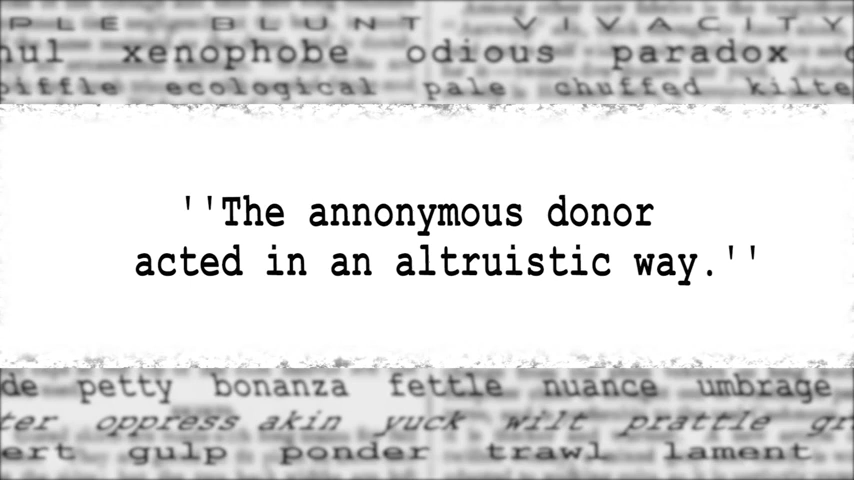 PLE BLUNT VIVACITY
nul xenophobe odious paradox
piffle ecological pale chuffed kilte
''The annonymous donor
acted in an altruistic way.''
de petty bonanza fettle nuance umbrage
ter oppress akin yuck wilt prattle gr
ert gulp ponder trawl lament